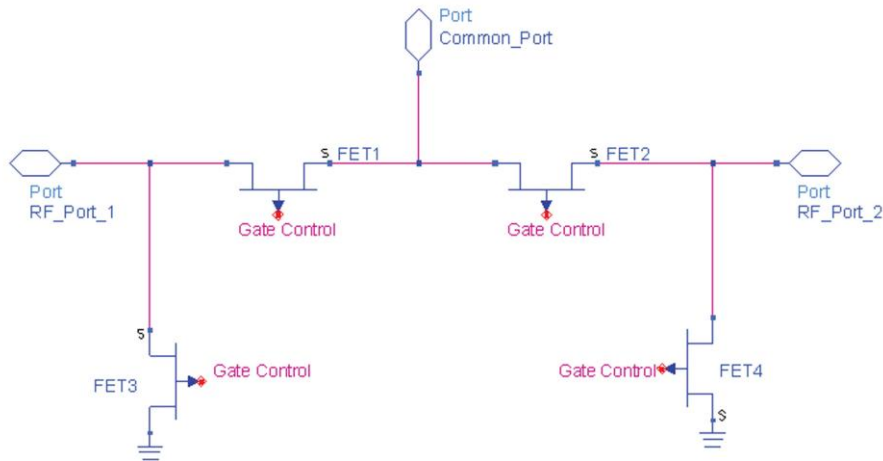 Port
Common_Port
S
FET1
S
FET2
Port
RF_Port_1
Port
RF_Port_2
Gate Control
Gate Control
S
FET3
Gate Control
Gate Control
FET4
S